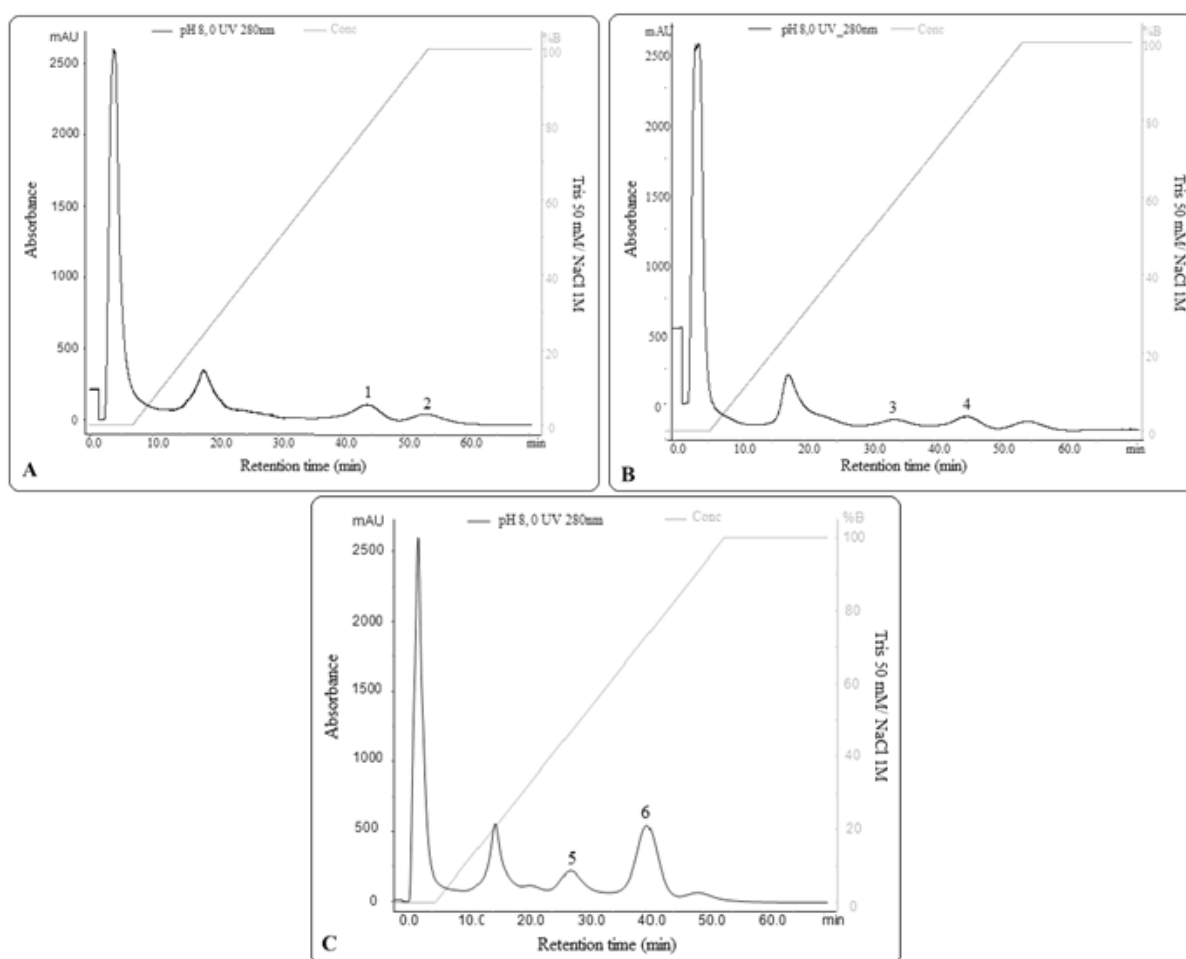 mAU
pH 8,0 UV 280nm
Conc
%B
2500
2000
1500
1000
500
0
100
80
60
40
20
0
Absorbance
Tris 50 mM/ NaCl 1M
1
2
0.0 10.0 20.0 30.0 40.0 50.0 60.0 min
Retention time (min)
A
mAU
pH 8,0 UV_280nm
Conc
%B
2500
2000
2500
1000
500
0
100
80
60
40
20
0
Absorbance
Tris 50 mM/ NaCl 1M
3
4
0.0 10.0 20.0 30.0 40.0 50.0 60.0 min
Retention time (min)
B
mAU
pH 8,0 UV 280nm
Conc
%B
2500
2000
1500
1000
500
0
100
80
60
40
20
0
Absorbance
Tris 50 mM/ NaCl 1M
5
6
0.0 10.0 20.0 30.0 40.0 50.0 60.0 min
Retention time (min)
C